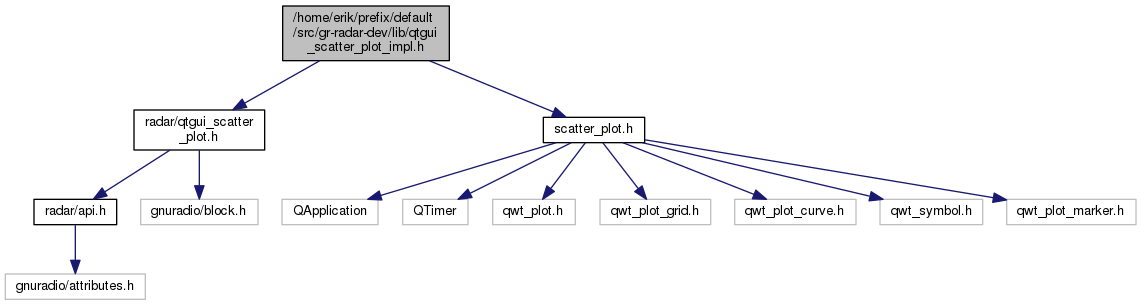 /home/erik/prefix/default
/src/gr-radar-dev/lib/qtgui
_scatter_plot_impl.h
radar/qtgui_scatter
_plot.h
scatter_plot.h
radar/api.h
gnuradio/block.h
QApplication
QTimer
qwt_plot.h
qwt_plot_grid.h
qwt_plot_curve.h
qwt_symbol.h
qwt_plot_marker.h
gnuradio/attributes.h